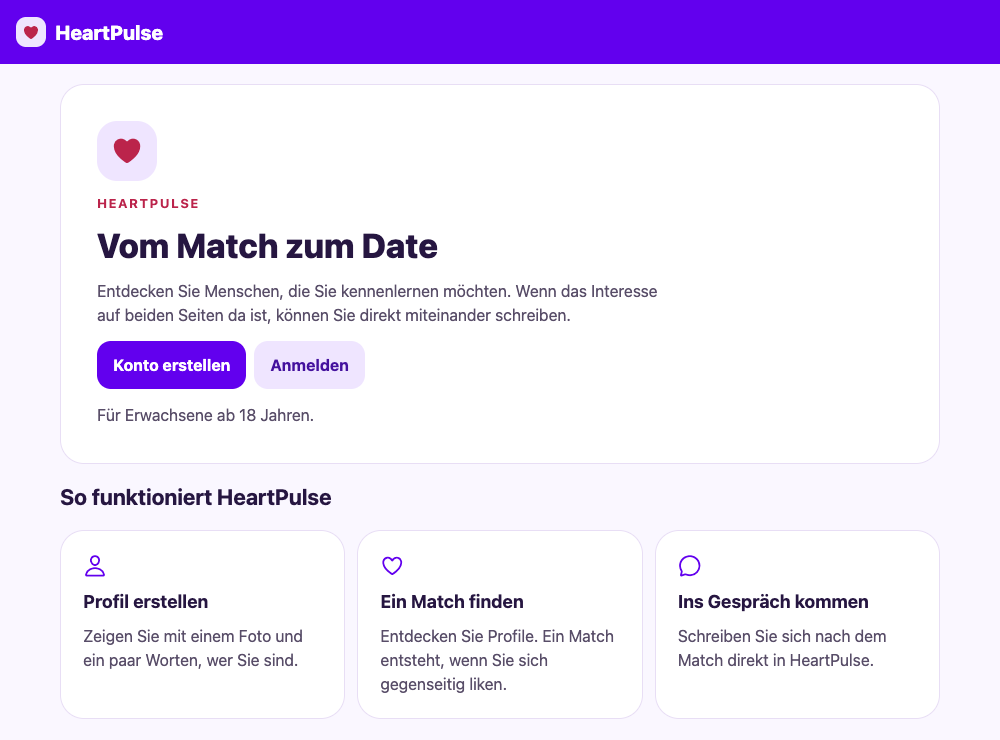 HeartPulse
HEARTPULSE
Vom Match zum Date
Entdecken Sie Menschen, die Sie kennenlernen möchten. Wenn das Interesse
auf beiden Seiten da ist, können Sie direkt miteinander schreiben.
Konto erstellen
Anmelden
Für Erwachsene ab 18 Jahren.
So funktioniert HeartPulse
Profil erstellen
Zeigen Sie mit einem Foto und
ein paar Worten, wer Sie sind.
Ein Match finden
Entdecken Sie Profile. Ein Match
entsteht, wenn Sie sich
gegenseitig liken.
Ins Gespräch kommen
Schreiben Sie sich nach dem
Match direkt in HeartPulse.